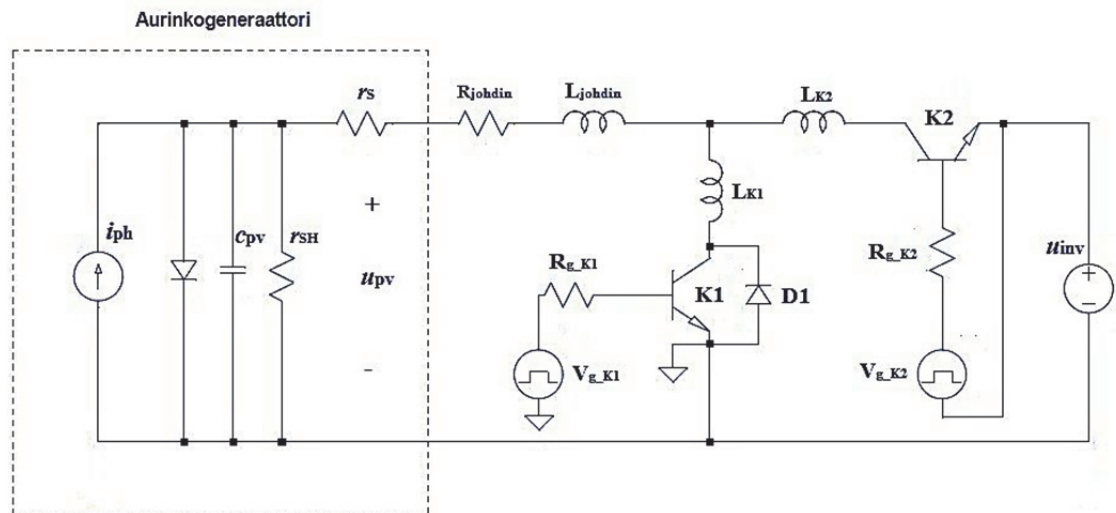 Aurinkogeneraattori
rs
Rjohdin
Ljohdin
LK2
K2
LK1
iph
cpv
rSH
+
upv
-
Rg_K1
K1
D1
Rg_K2
uinv
+
-
Vg_K1
Vg_K2